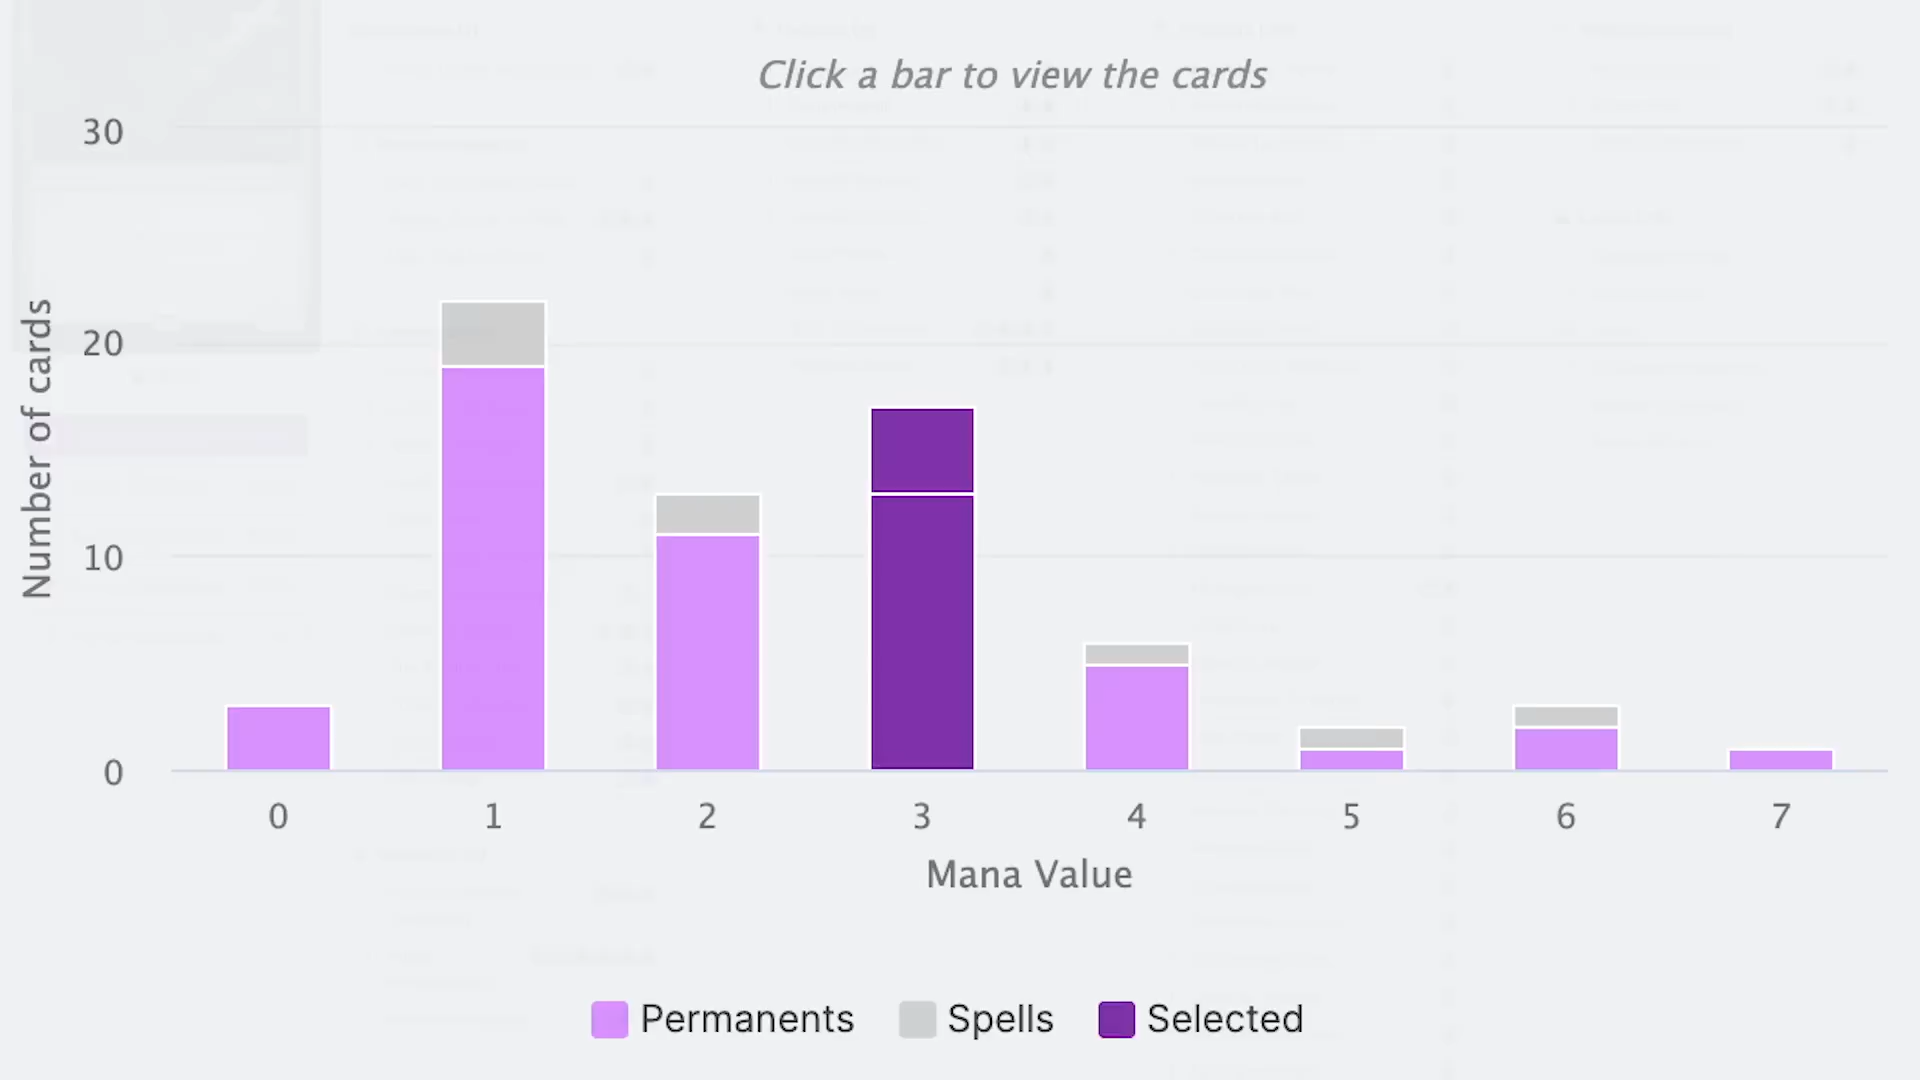 Click a bar to view the cards
30
20
10
0
Number of cards
0 1 2 3 4 5 6 7
Mana Value
Permanents Spells Selected